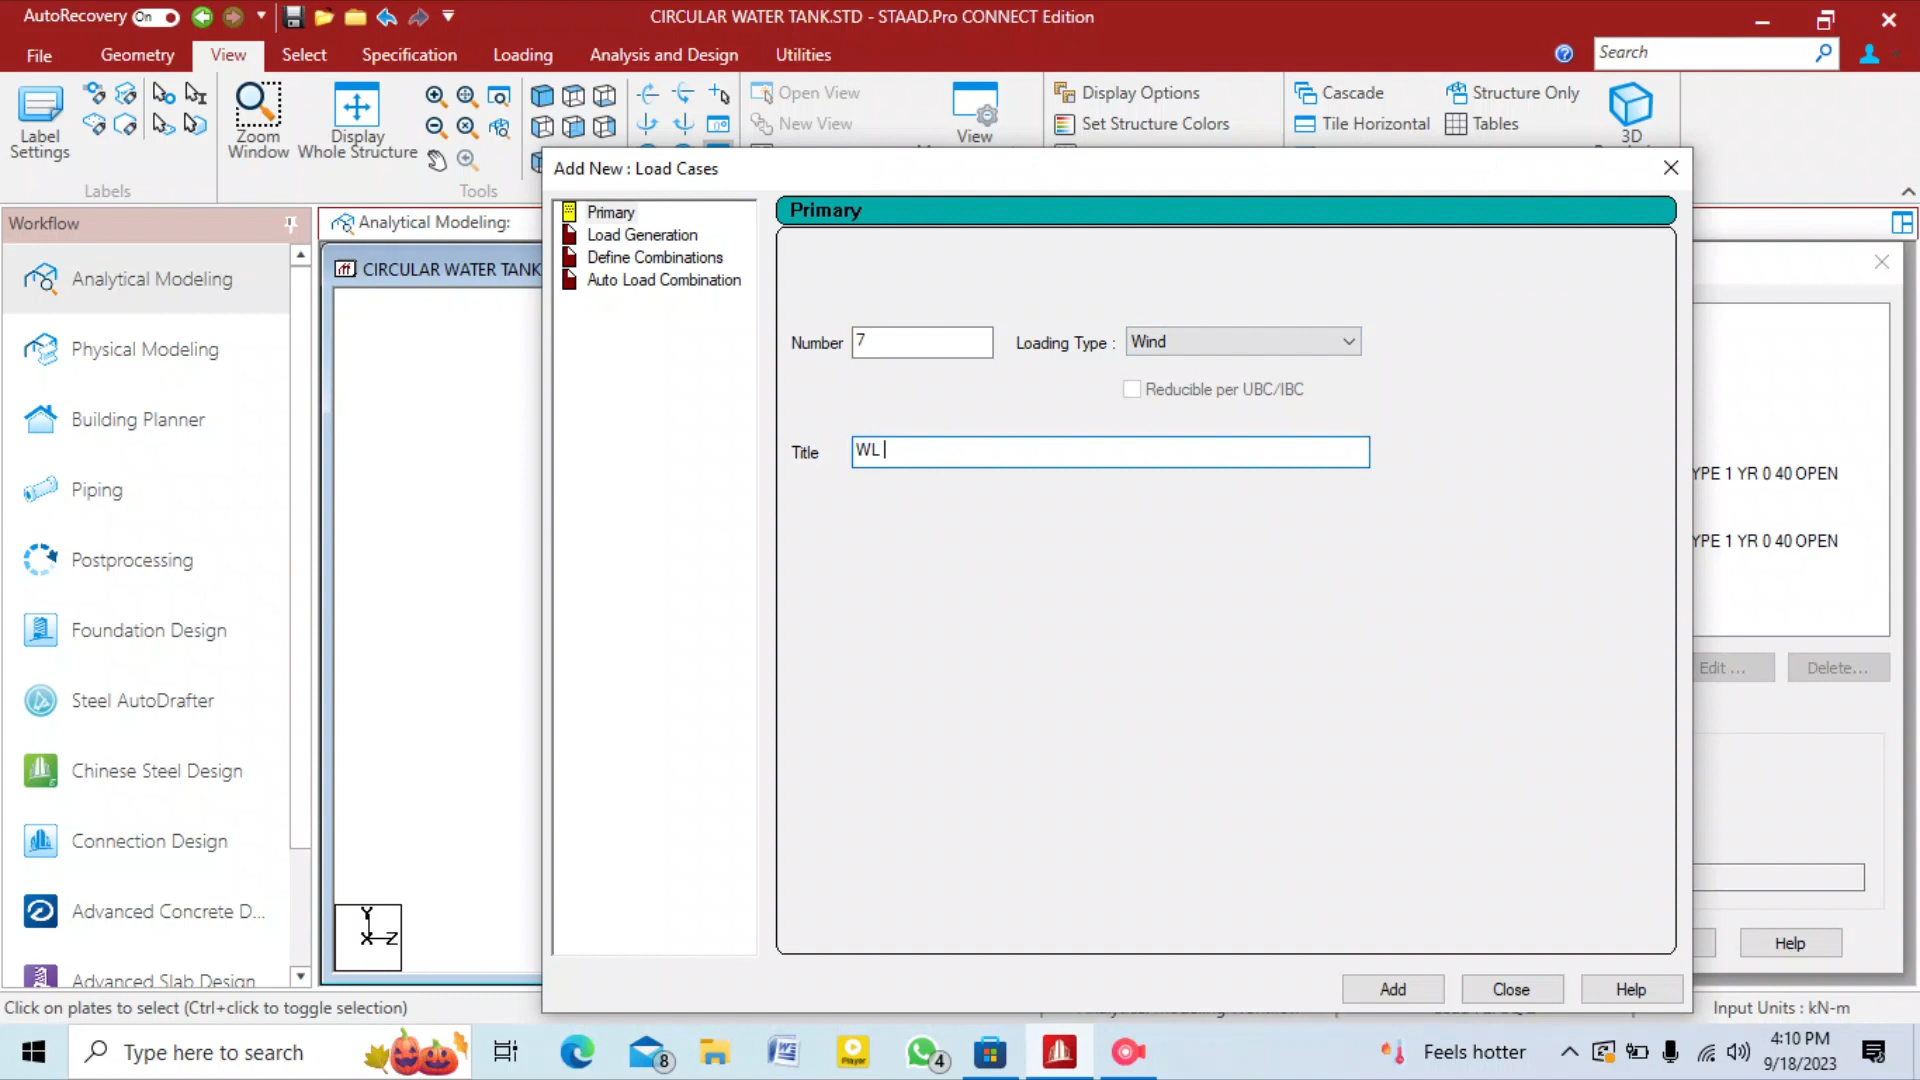 AutoRecovery On
CIRCULAR WATER TANK.STD - STAAD.Pro CONNECT Edition
File
Geometry
View
Select
Specification
Loading
Analysis and Design
Utilities
Search
Label Settings
Labels
Zoom Window
Display Whole Structure
Tools
Open View
New View
View
Display Options
Set Structure Colors
Cascade
Tile Horizontal
Structure Only
Tables
3D
Workflow
Analytical Modeling
Physical Modeling
Building Planner
Piping
Postprocessing
Foundation Design
Steel AutoDrafter
Chinese Steel Design
Connection Design
Advanced Concrete D...
Advanced Slab Design
Analytical Modeling:
CIRCULAR WATER TANK
Y
X Z
Add New : Load Cases
Primary
Load Generation
Define Combinations
Auto Load Combination
Primary
Number 7
Loading Type : Wind
Reducible per UBC/IBC
Title WL
Add
Close
Help
YPE 1 YR 0 40 OPEN
YPE 1 YR 0 40 OPEN
Edit ...
Delete...
Help
Click on plates to select (Ctrl+click to toggle selection)
Input Units : kN-m
Type here to search
8
Player
4
Feels hotter
4:10 PM
9/18/2023